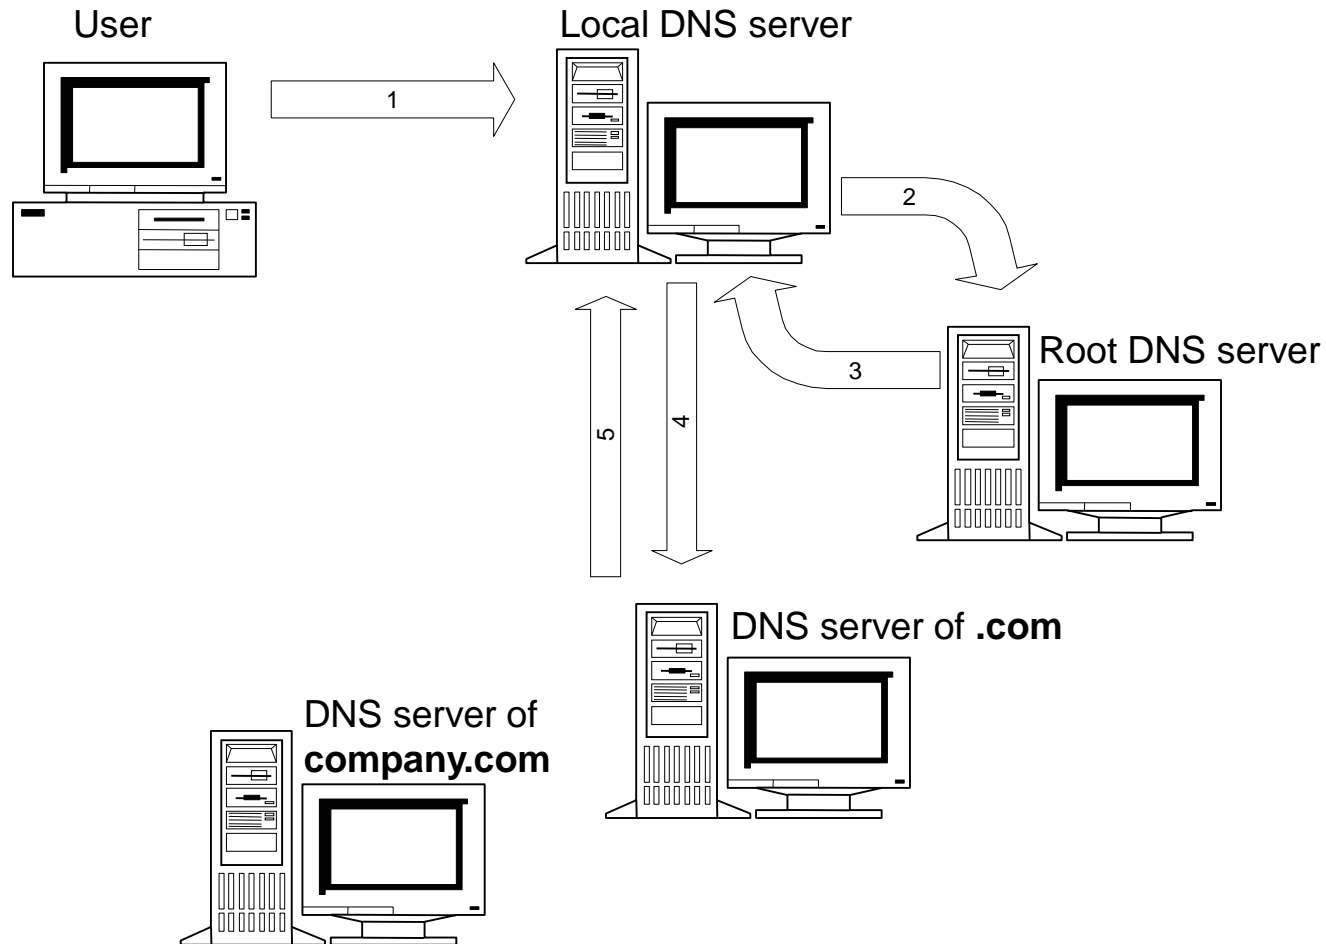 User
Local DNS server
1
2
Root DNS server
3
4
5
DNS server of .com
DNS server of
company.com